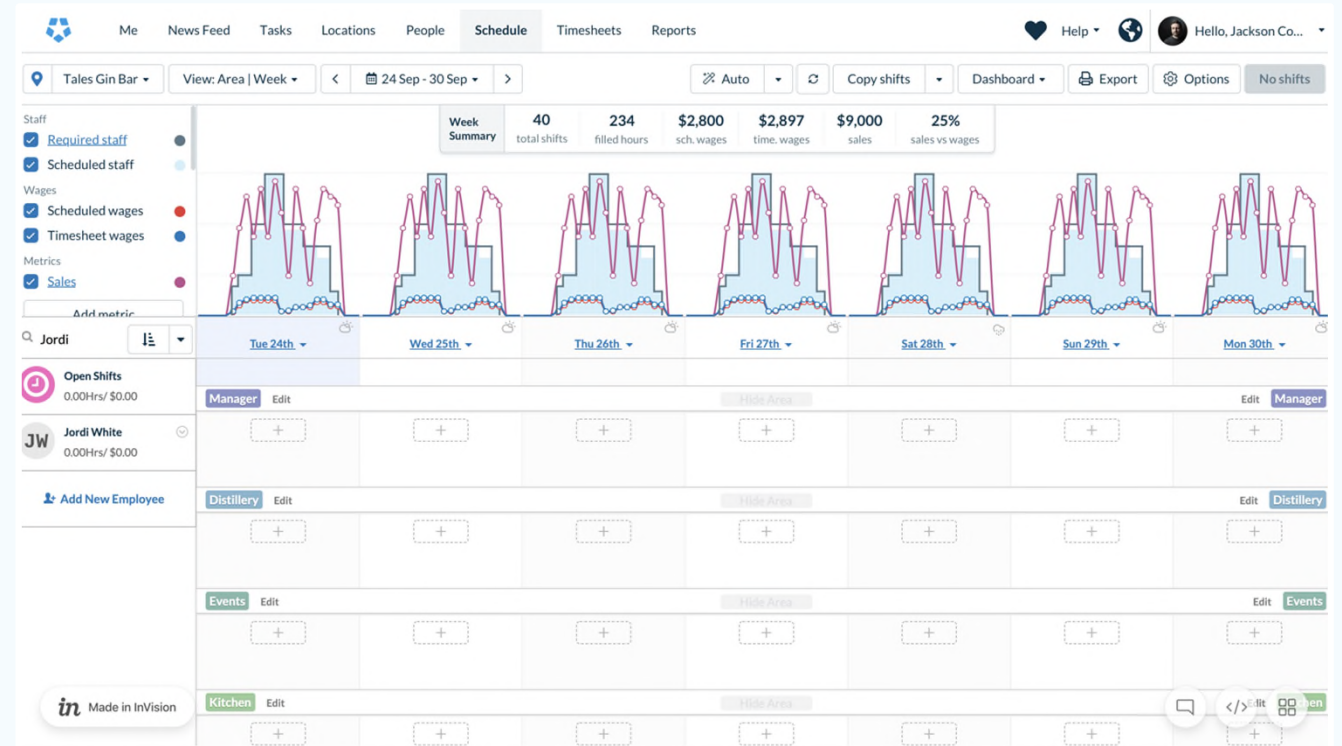 Me News Feed Tasks Locations People Schedule Timesheets Reports Help Hello, Jackson Co...
Tales Gin Bar View: Area | Week 24 Sep - 30 Sep Auto Copy shifts Dashboard Export Options No shifts
Staff
Required staff
Scheduled staff
Wages
Scheduled wages
Timesheet wages
Metrics
Sales
Add metric
Week Summary
40 total shifts
234 filled hours
$2,800 sch. wages
$2,897 time. wages
$9,000 sales
25% sales vs wages
Jordi
Tue 24th Wed 25th Thu 26th Fri 27th Sat 28th Sun 29th Mon 30th
Open Shifts
0.00Hrs/ $0.00
JW
Jordi White
0.00Hrs/ $0.00
Add New Employee
Manager Edit Hide Area Edit Manager
Distillery Edit Hide Area Edit Distillery
Events Edit Hide Area Edit Events
Kitchen Edit Hide Area
in Made in InVision